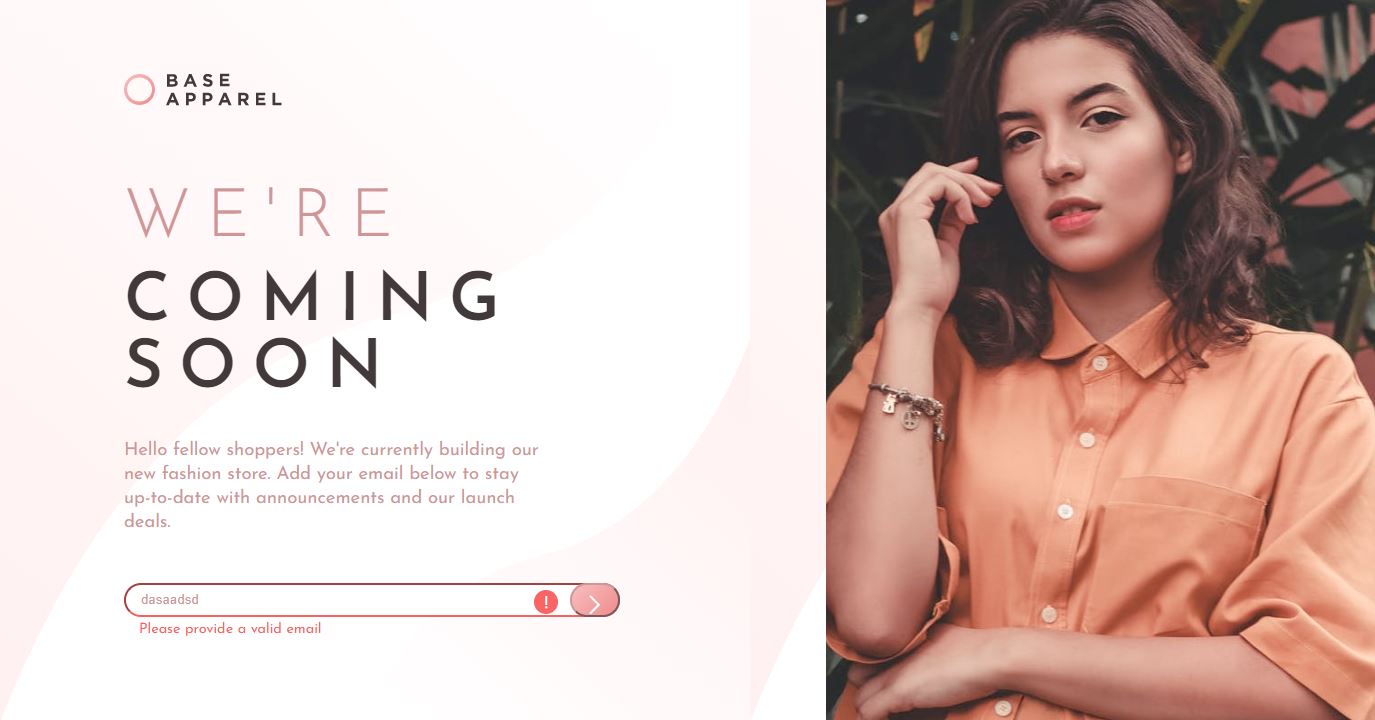 BASE
APPAREL
WE'RE
COMING
SOON
Hello fellow shoppers! We're currently building our
new fashion store. Add your email below to stay
up-to-date with announcements and our launch
deals.
dasaadsd
!
Please provide a valid email